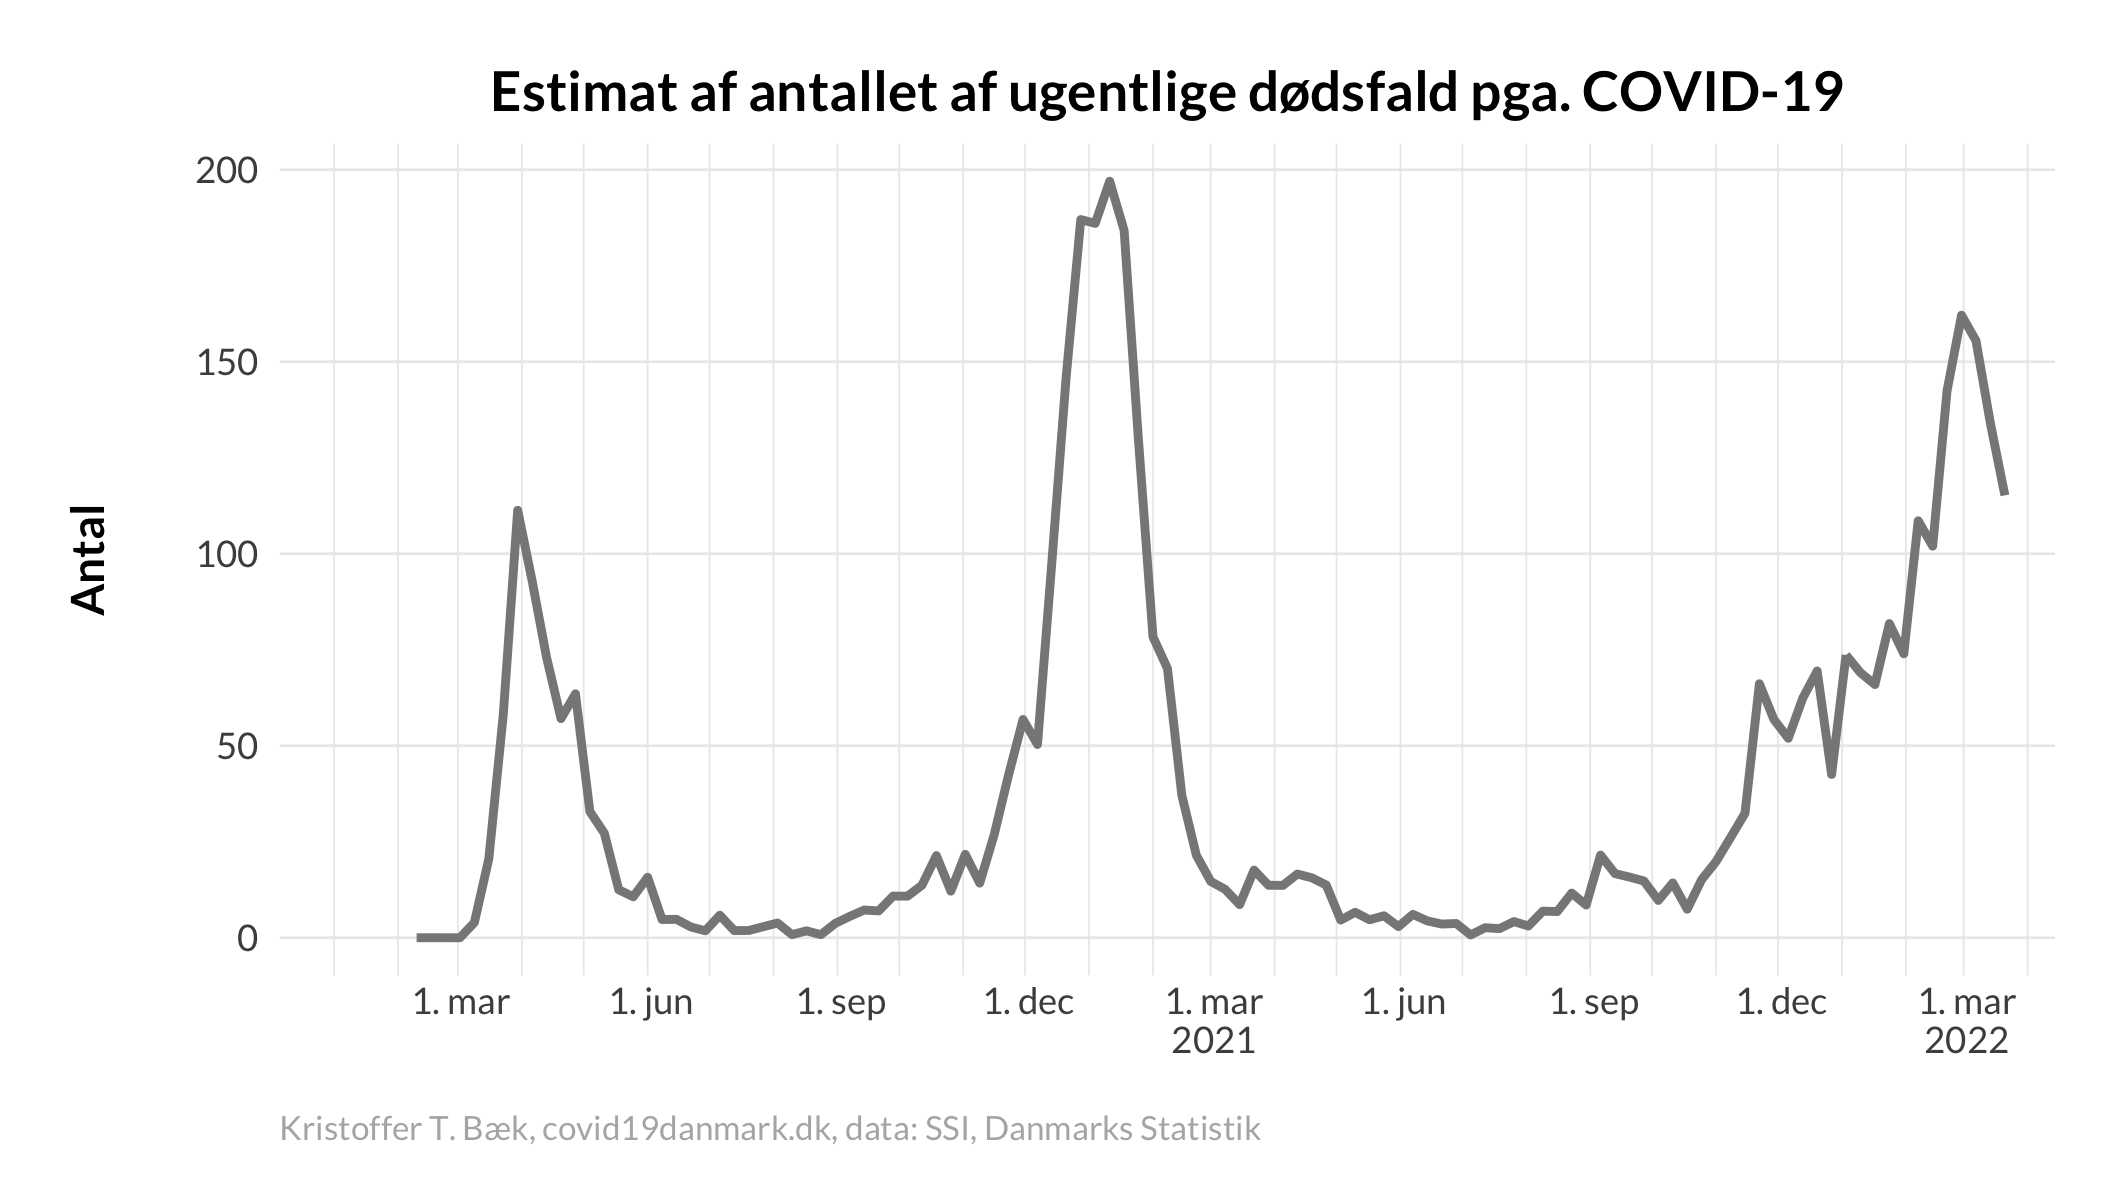 Estimat af antallet af ugentlige dødsfald pga. COVID-19
Antal
200
150
100
50
0
1. mar
1. jun
1. sep
1. dec
1. mar
2021
1. jun
1. sep
1. dec
1. mar
2022
Kristoffer T. Bæk, covid19danmark.dk, data: SSI, Danmarks Statistik